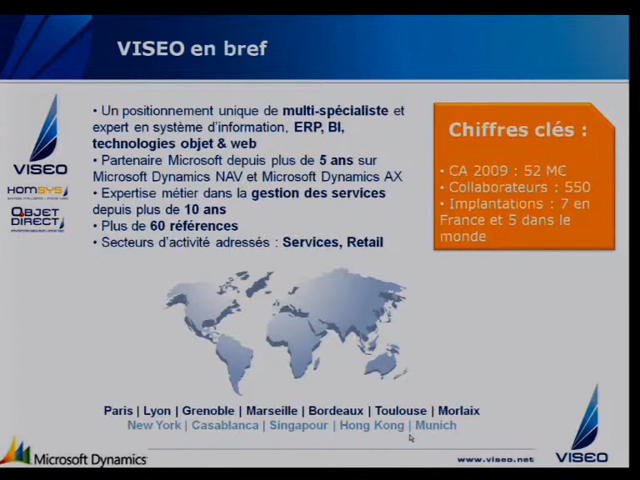 VISEO en bref
• Un positionnement unique de multi-spécialiste et
expert en système d'information, ERP, BI,
technologies objet & web
• Partenaire Microsoft depuis plus de 5 ans sur
Microsoft Dynamics NAV et Microsoft Dynamics AX
• Expertise métier dans la gestion des services
depuis plus de 10 ans
• Plus de 60 références
• Secteurs d'activité adressés : Services, Retail
VISEO
HOMSYS
OBJET
DIRECT
Chiffres clés :
• CA 2009 : 52 M€
• Collaborateurs : 550
• Implantations : 7 en
France et 5 dans le
monde
Paris | Lyon | Grenoble | Marseille | Bordeaux | Toulouse | Morlaix
New York | Casablanca | Singapour | Hong Kong | Munich
Microsoft Dynamics
www.viseo.net
VISEO